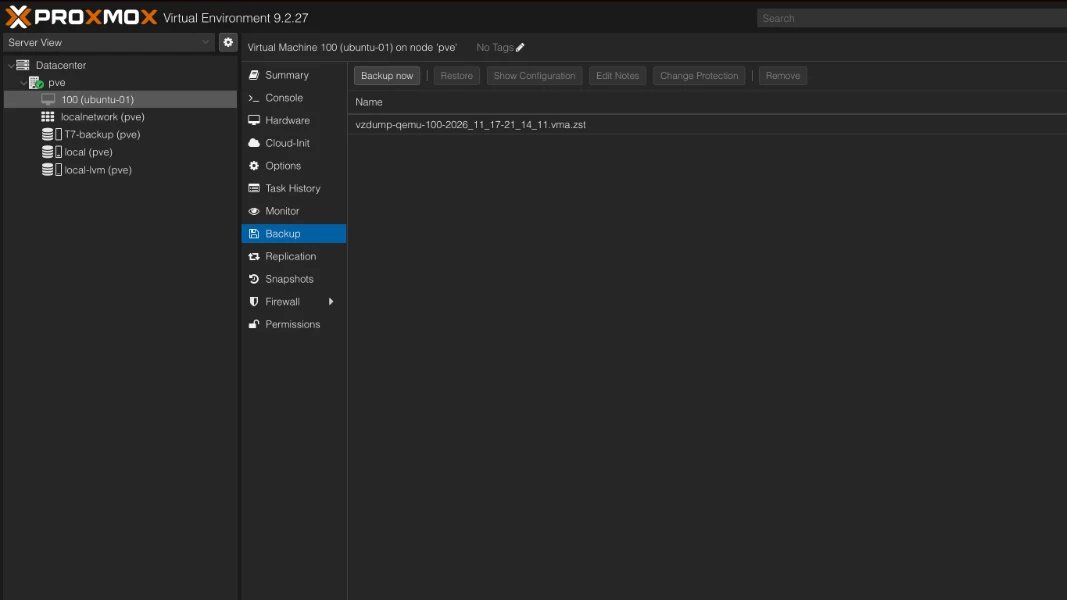 PROXMOX Virtual Environment 9.2.27
Search
Server View
Virtual Machine 100 (ubuntu-01) on node 'pve'
No Tags
Datacenter
pve
100 (ubuntu-01)
localnetwork (pve)
T7-backup (pve)
local (pve)
local-lvm (pve)
Summary
Console
Hardware
Cloud-Init
Options
Task History
Monitor
Backup
Replication
Snapshots
Firewall
Permissions
Backup now
Restore
Show Configuration
Edit Notes
Change Protection
Remove
Name
vzdump-qemu-100-2026_11_17-21_14_11.vma.zst